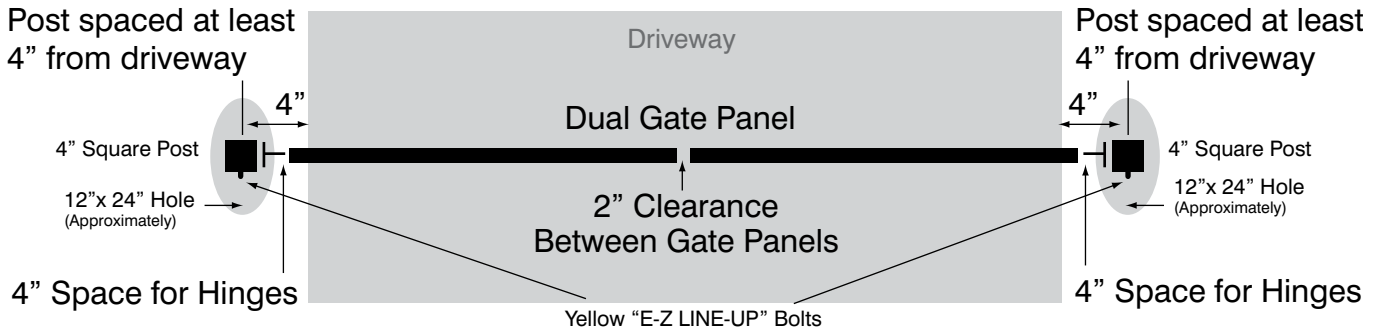 Post spaced at least
4” from driveway
4”
4” Square Post
12”x 24” Hole
(Approximately)
4” Space for Hinges
Driveway
Dual Gate Panel
2” Clearance
Between Gate Panels
Yellow “E-Z LINE-UP” Bolts
Post spaced at least
4” from driveway
4”
4” Square Post
12”x 24” Hole
(Approximately)
4” Space for Hinges